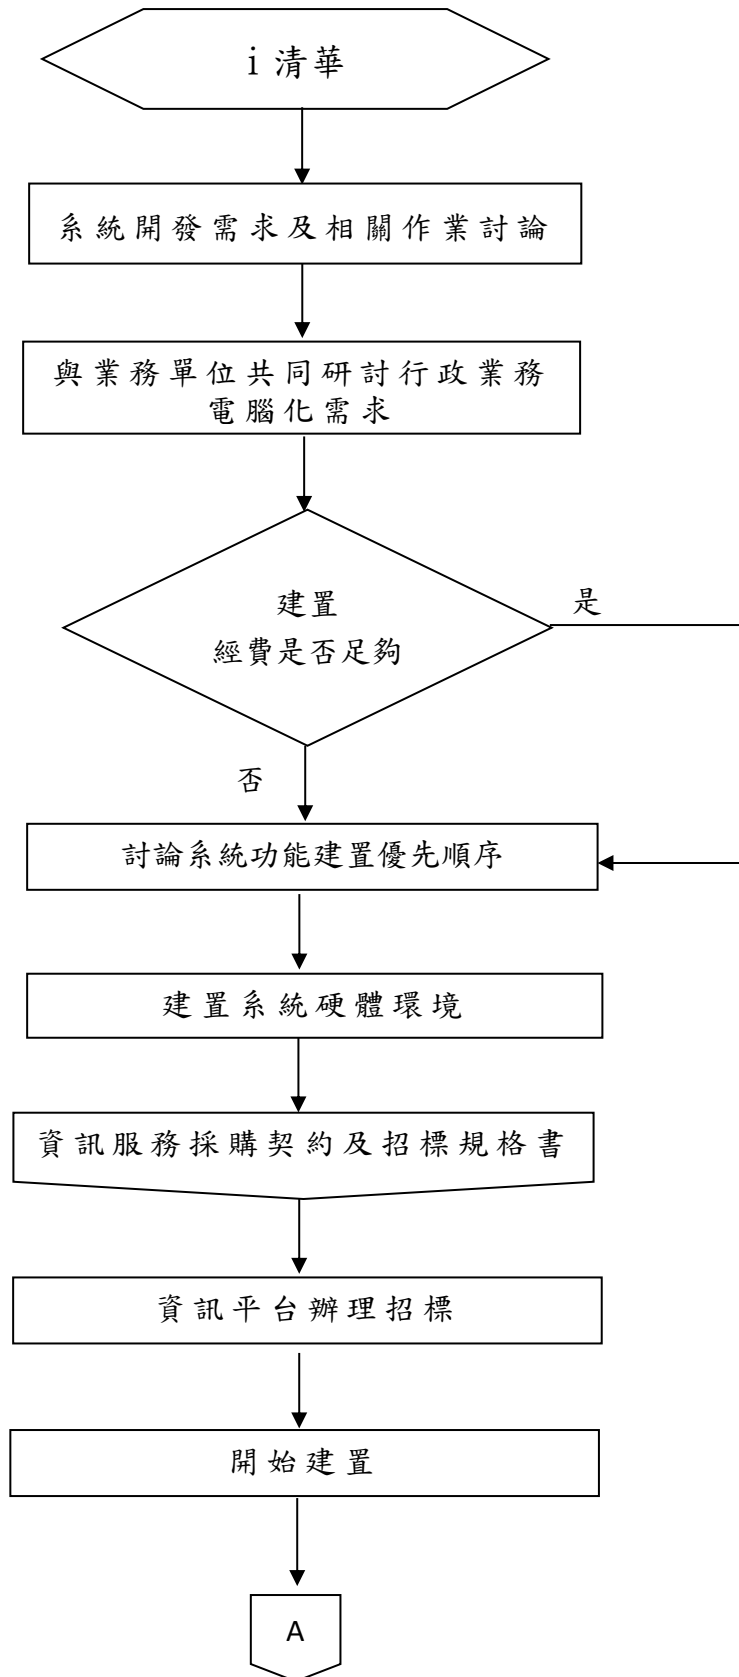 i 清華
系統開發需求及相關作業討論
與業務單位共同研討行政業務
電腦化需求
建置
經費是否足夠
是
否
討論系統功能建置優先順序
建置系統硬體環境
資訊服務採購契約及招標規格書
資訊平台辦理招標
開始建置
A